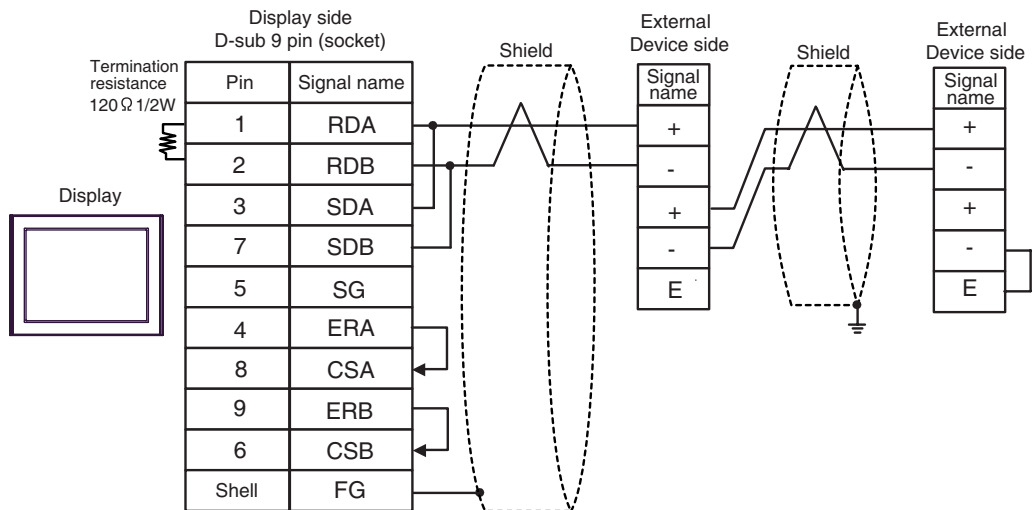 Display side
D-sub 9 pin (socket)
Termination
resistance
120Ω 1/2W
Pin Signal name
1 RDA
2 RDB
3 SDA
7 SDB
5 SG
4 ERA
8 CSA
9 ERB
6 CSB
Shell FG
Display
Shield
External
Device side
Signal
name
+
-
+
-
E
Shield
External
Device side
Signal
name
+
-
+
-
E